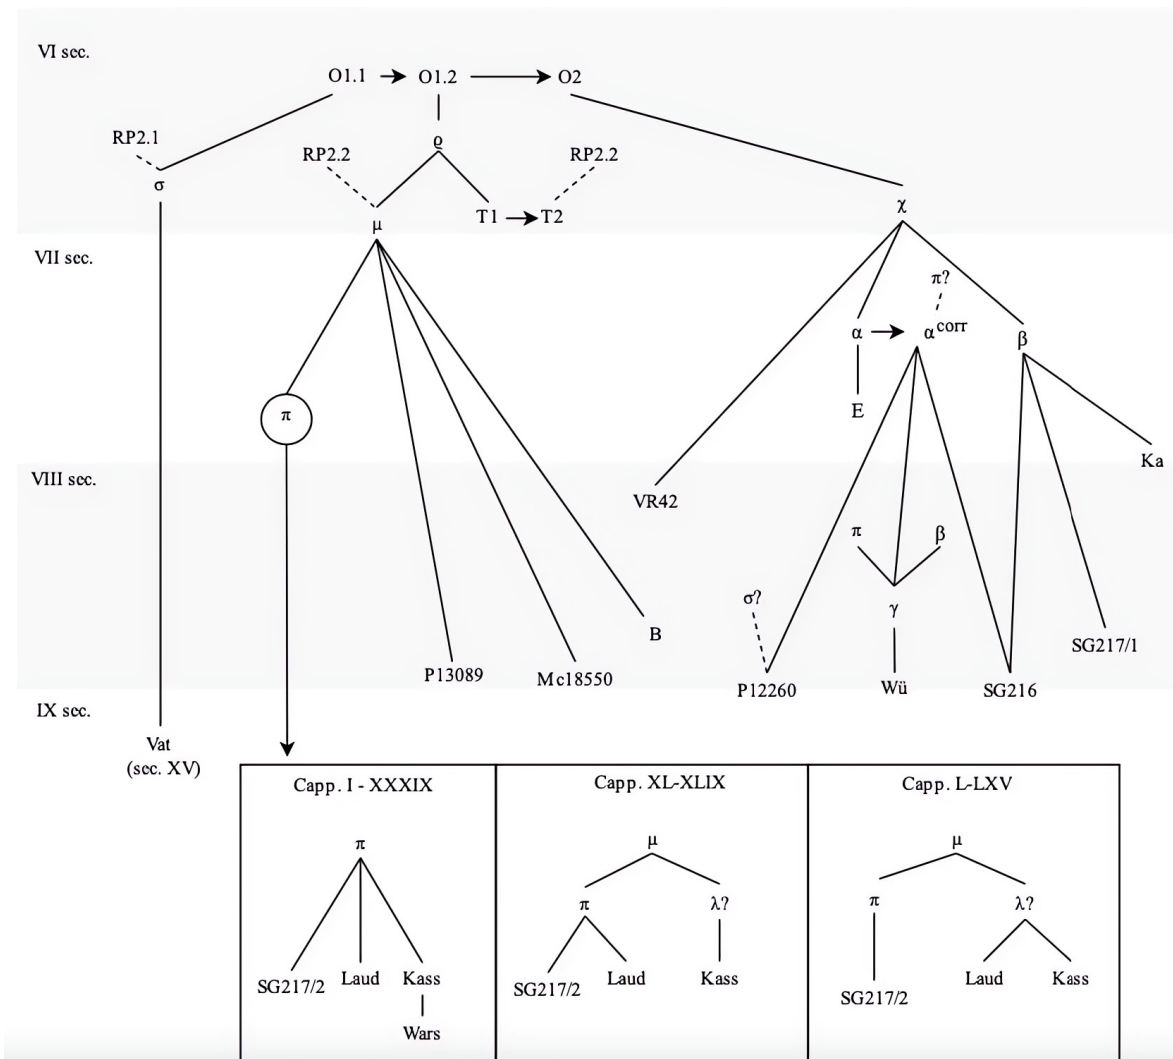 VI sec.
O1.1 O1.2 O2
RP2.1
ϱ
RP2.2 RP2.2
σ
χ
T1 T2
μ
VII sec.
π?
α α^corr
β
E
π
Ka
VIII sec.
VR42
π β
σ?
γ
B
SG217/1
P13089 Mc18550
P12260 Wü SG216
IX sec.
Vat
(sec. XV)
Capp. I - XXXIX Capp. XL-XLIX Capp. L-LXV
π μ μ
π λ? π λ?
SG217/2 Laud Kass SG217/2 Laud Kass SG217/2 Laud Kass
Wars